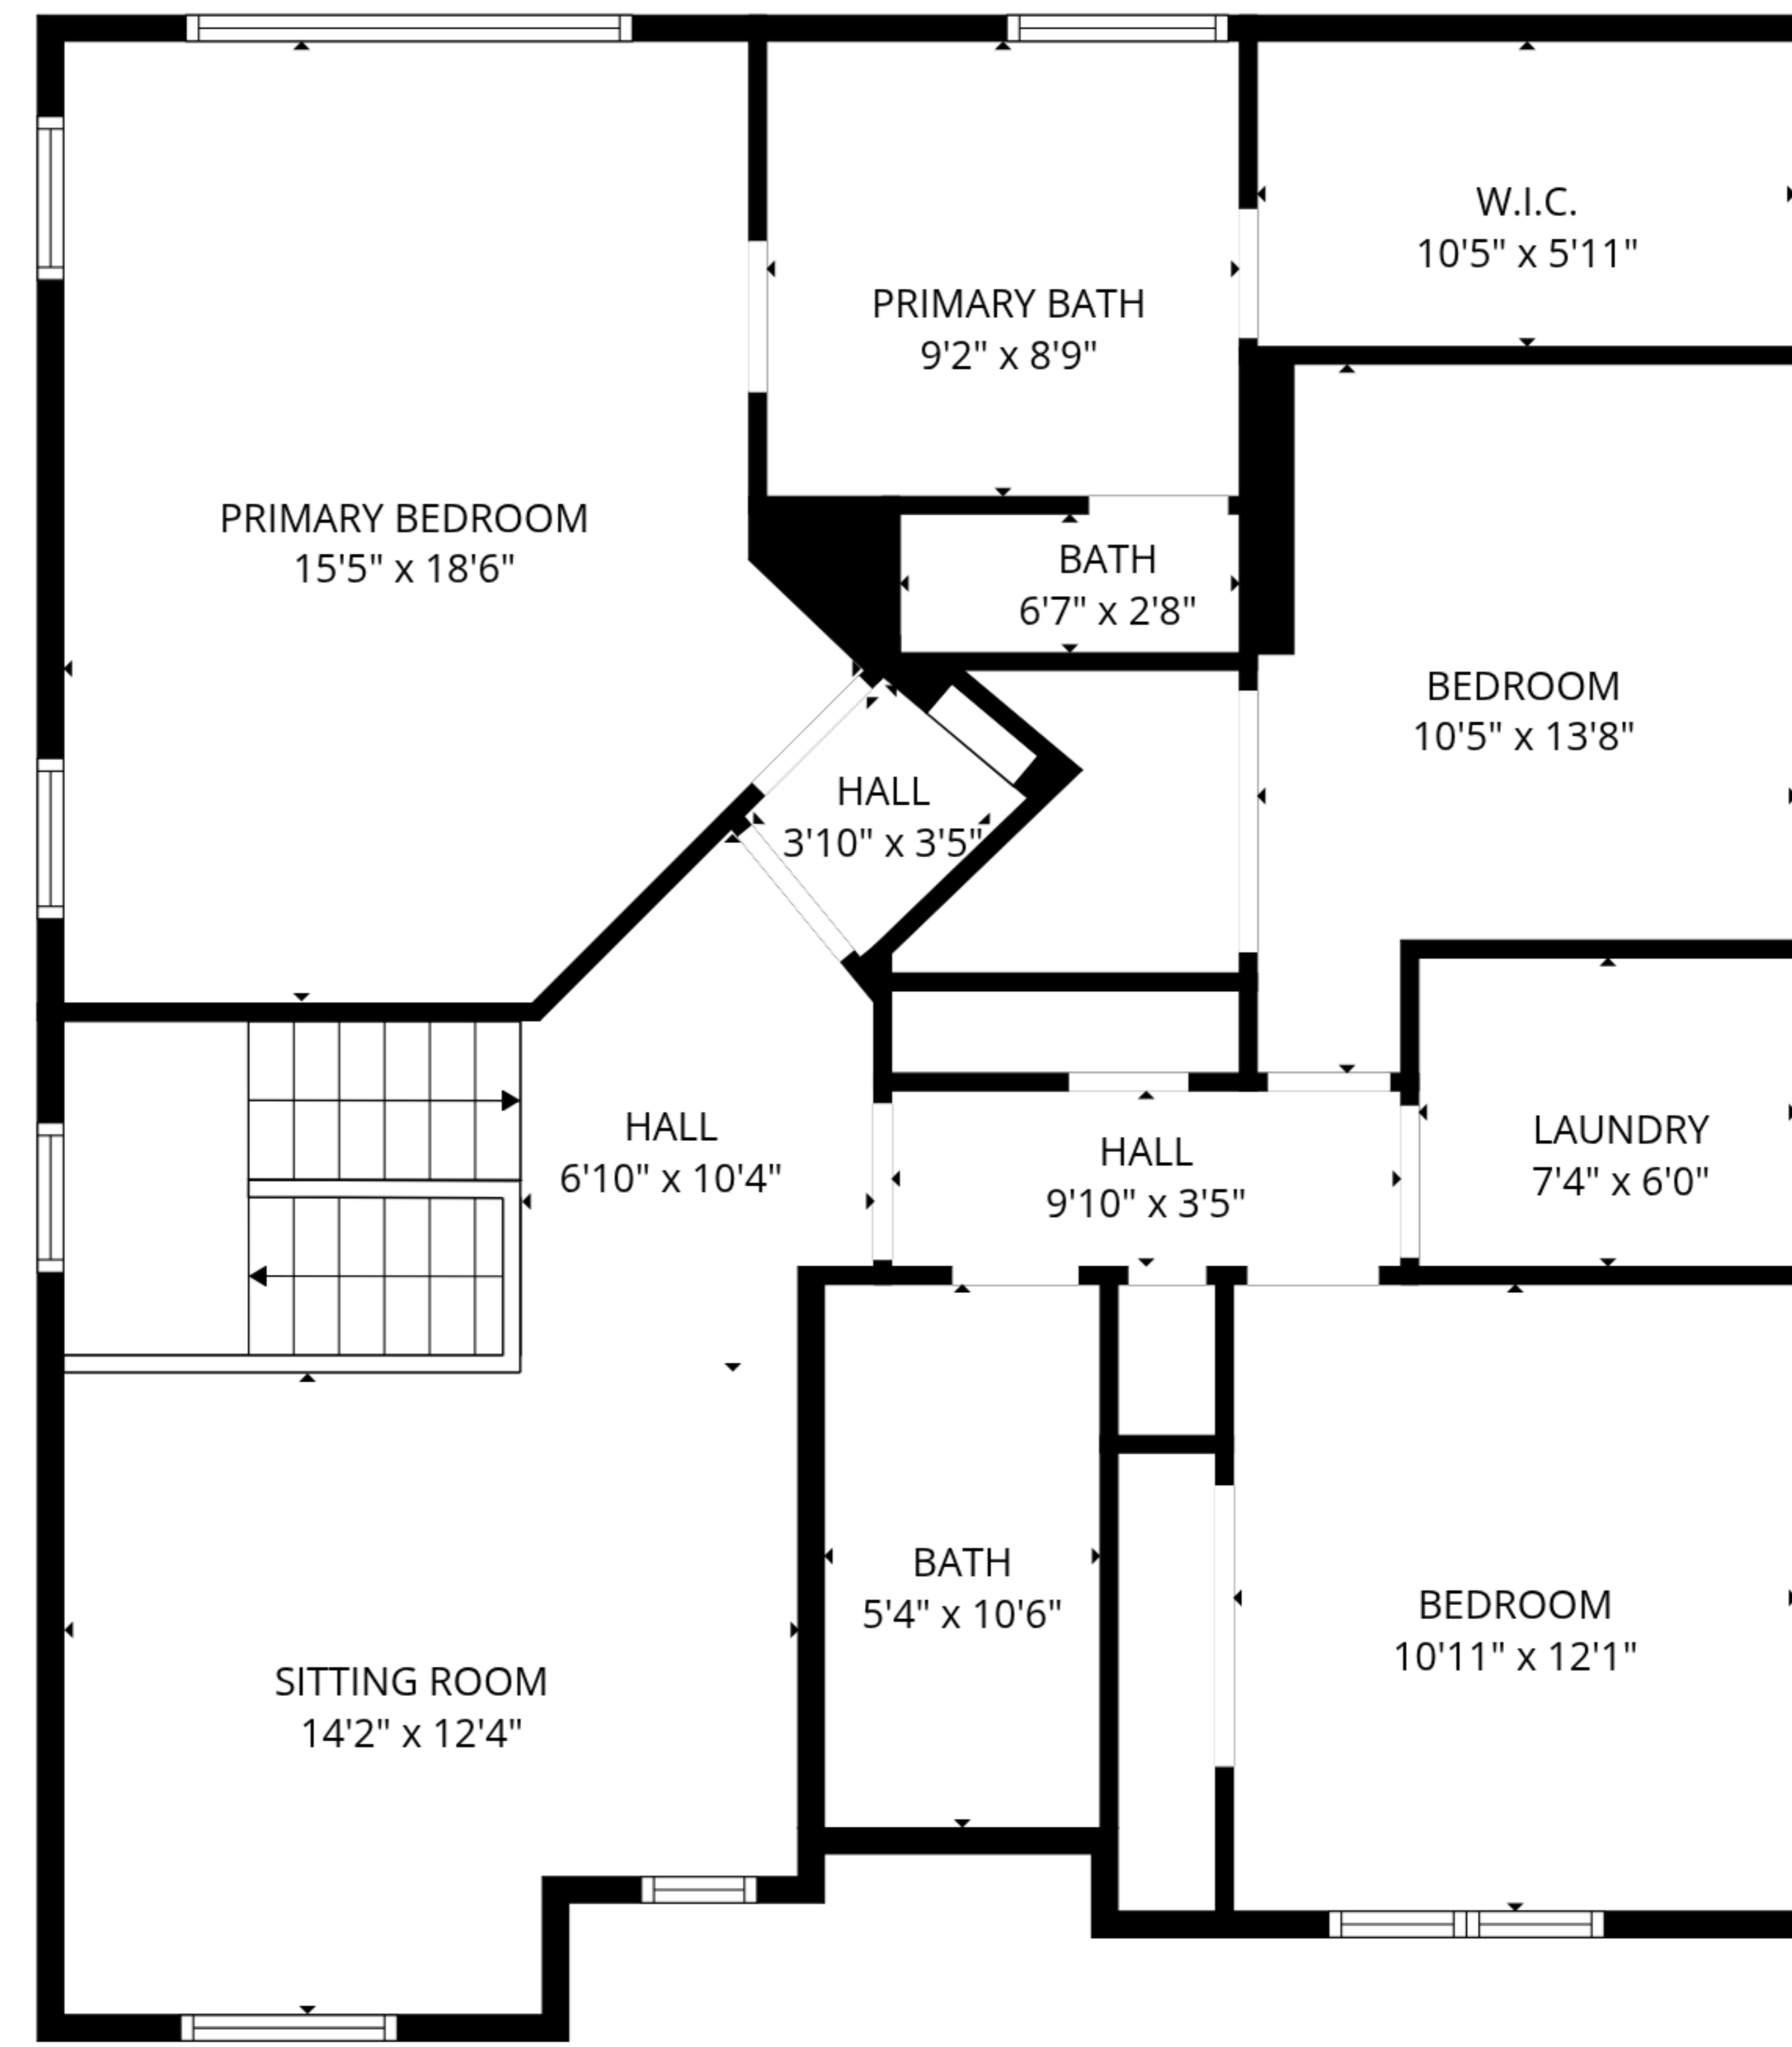 W.I.C.
10'5" x 5'11"
PRIMARY BATH
9'2" x 8'9"
PRIMARY BEDROOM
15'5" x 18'6"
BATH
6'7" x 2'8"
BEDROOM
10'5" x 13'8"
HALL
3'10" x 3'5"
HALL
6'10" x 10'4"
HALL
9'10" x 3'5"
LAUNDRY
7'4" x 6'0"
BATH
5'4" x 10'6"
BEDROOM
10'11" x 12'1"
SITTING ROOM
14'2" x 12'4"